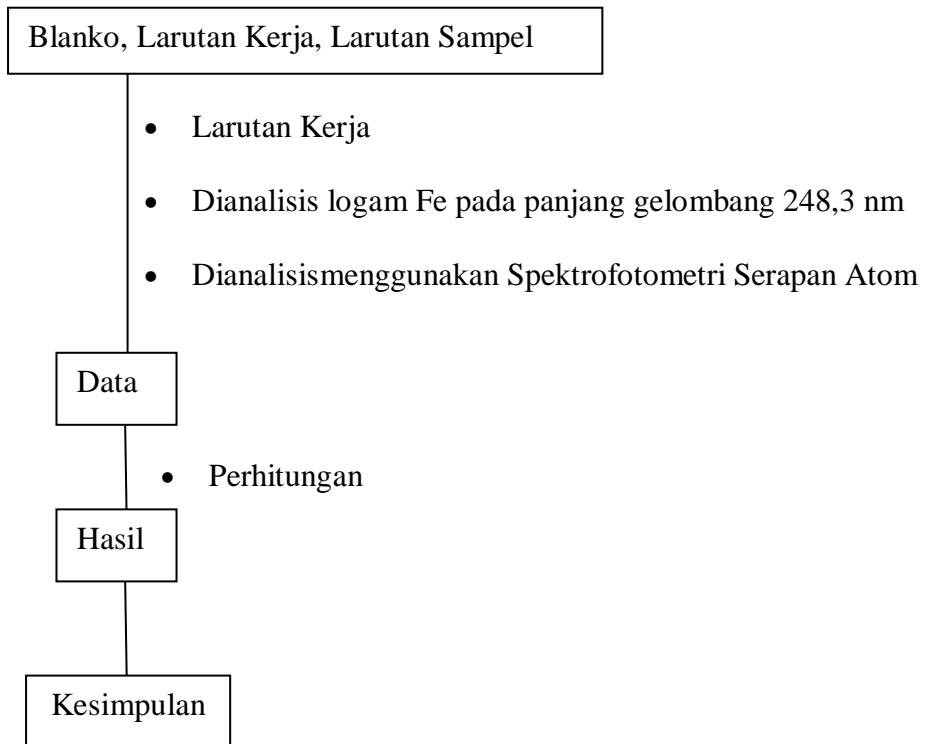 Blanko, Larutan Kerja, Larutan Sampel
• Larutan Kerja
• Dianalisis logam Fe pada panjang gelombang 248,3 nm
• Dianalisismenggunakan Spektrofotometri Serapan Atom
Data
• Perhitungan
Hasil
Kesimpulan